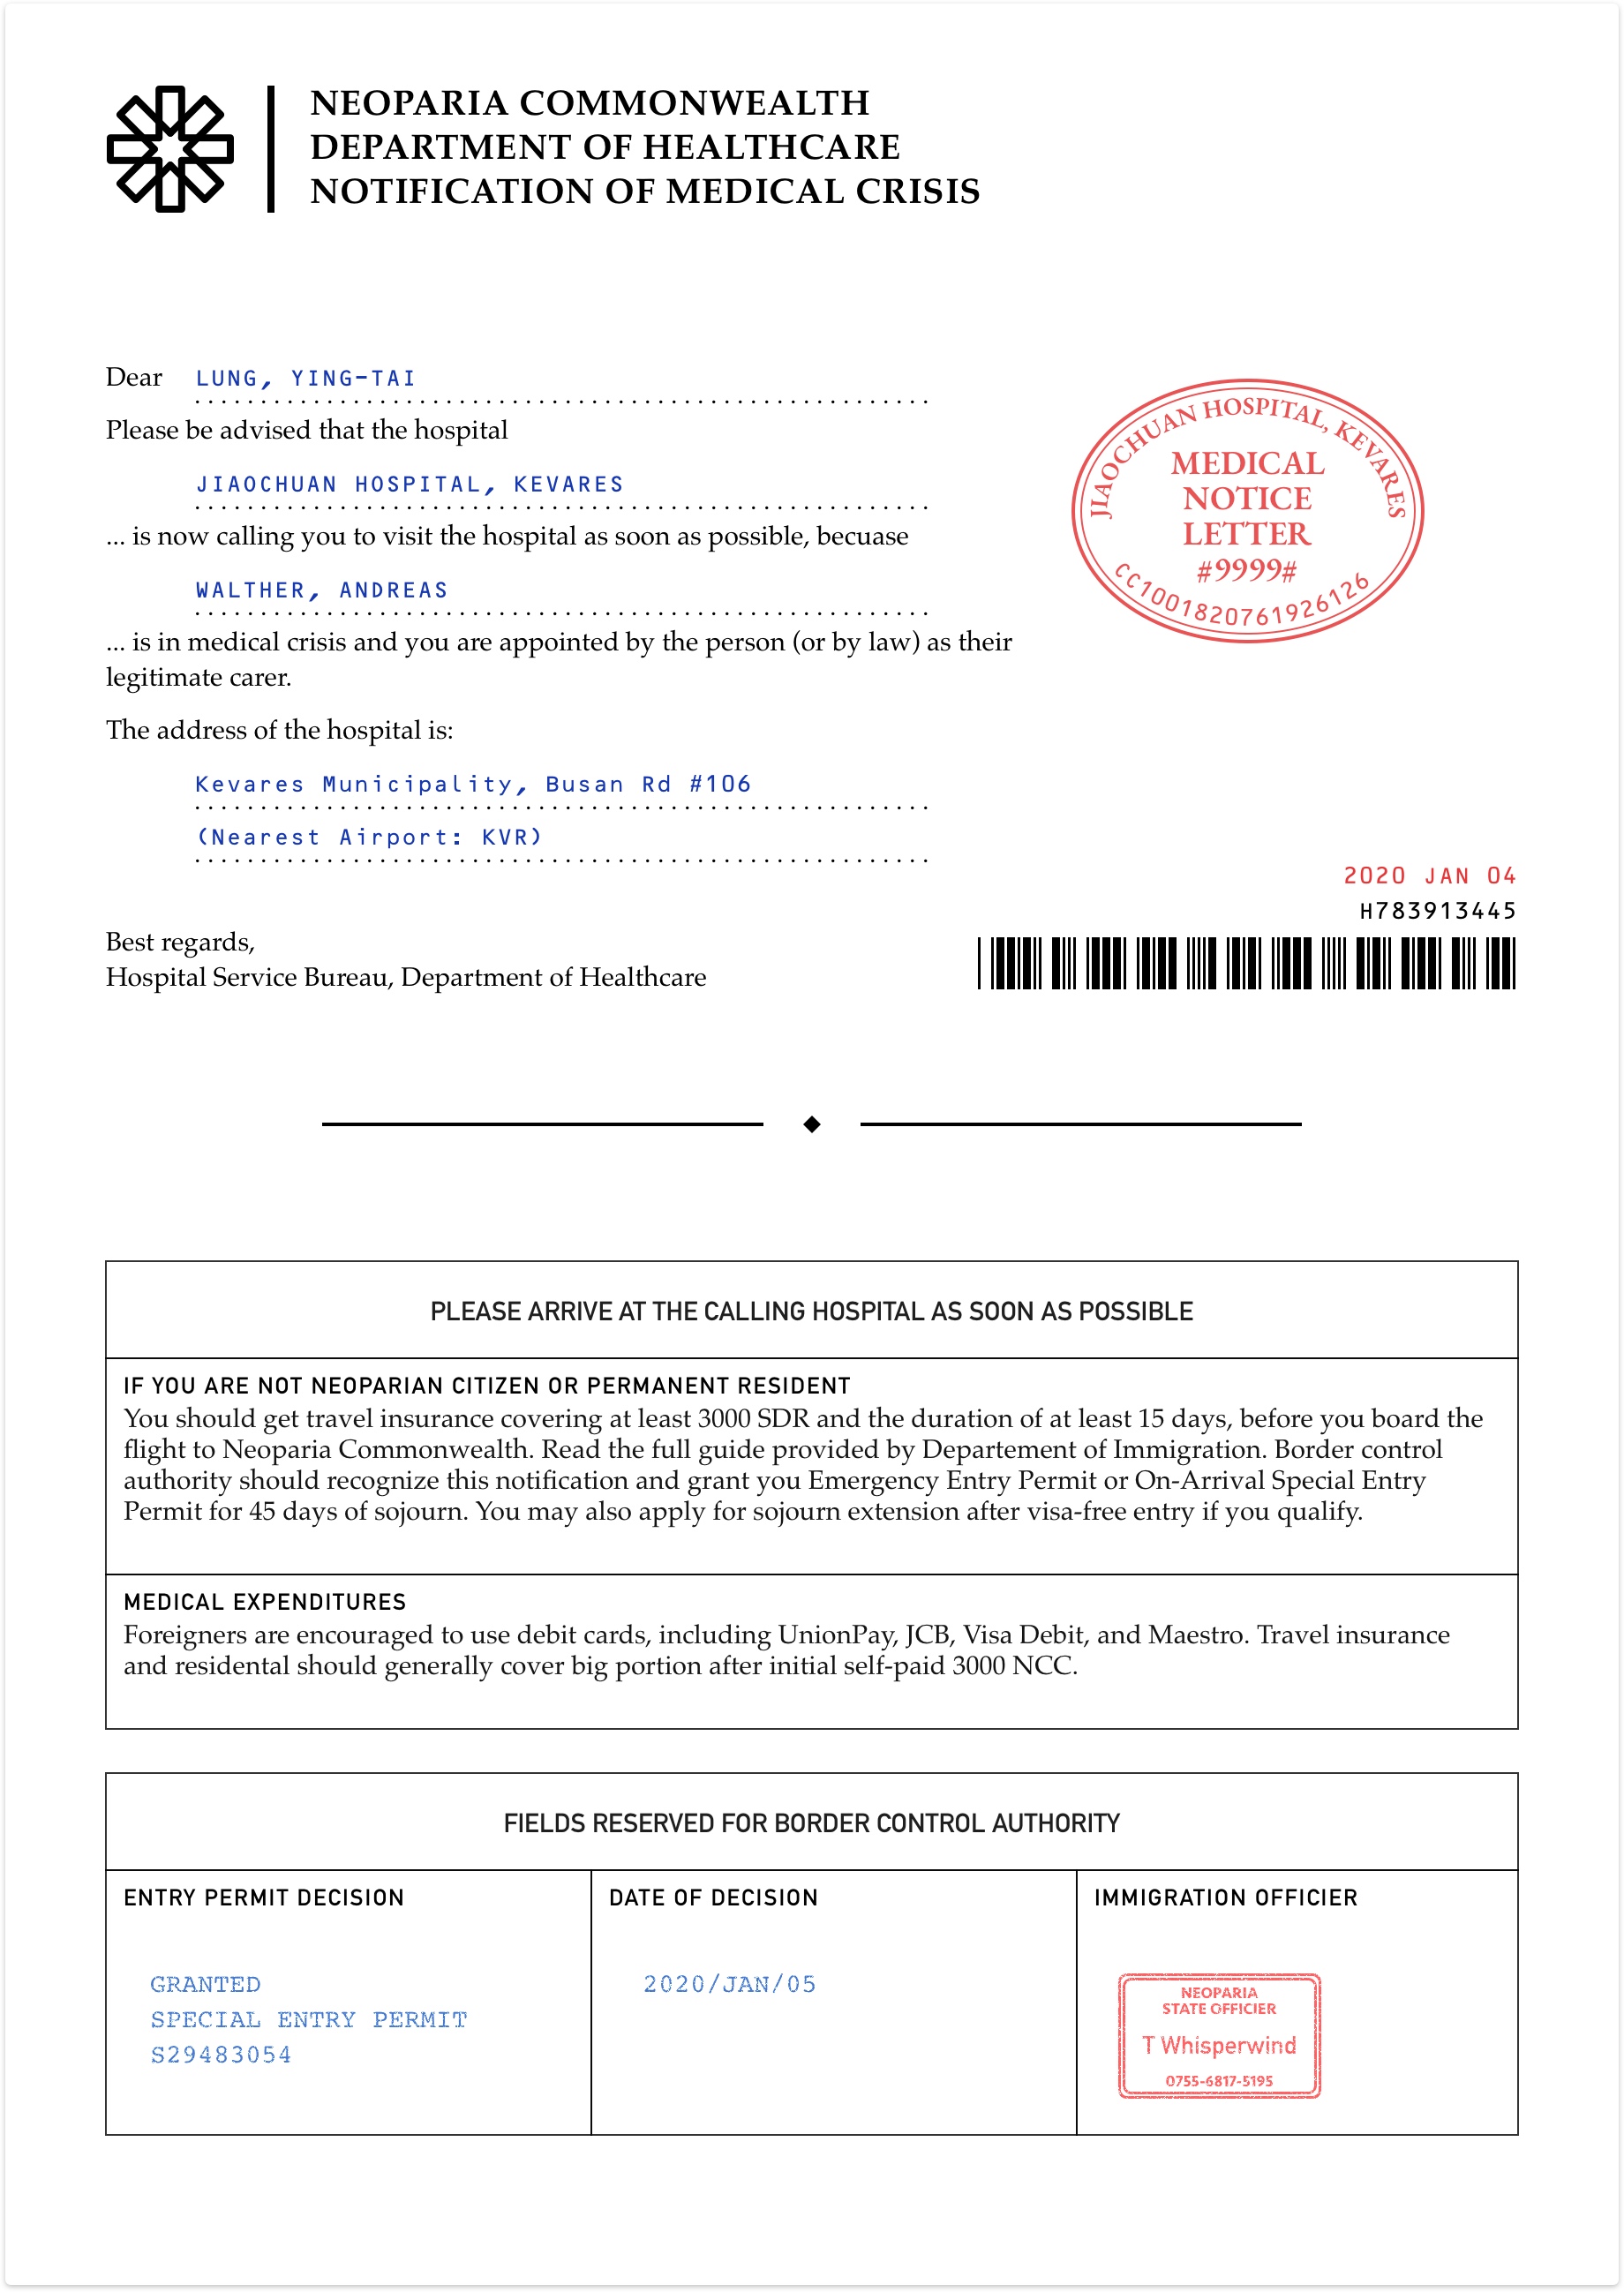 NEOPARIA COMMONWEALTH
DEPARTMENT OF HEALTHCARE
NOTIFICATION OF MEDICAL CRISIS
Dear LUNG, YING-TAI
Please be advised that the hospital
JIAOCHUAN HOSPITAL, KEVARES
... is now calling you to visit the hospital as soon as possible, becuase
WALTHER, ANDREAS
... is in medical crisis and you are appointed by the person (or by law) as their
legitimate carer.
The address of the hospital is:
Kevares Municipality, Busan Rd #106
(Nearest Airport: KVR)
Best regards,
Hospital Service Bureau, Department of Healthcare
JIAOCHUAN HOSPITAL, KEVARES
MEDICAL
NOTICE
LETTER
#9999#
CC1001820761926126
2020 JAN 04
H783913445
PLEASE ARRIVE AT THE CALLING HOSPITAL AS SOON AS POSSIBLE
IF YOU ARE NOT NEOPARIAN CITIZEN OR PERMANENT RESIDENT
You should get travel insurance covering at least 3000 SDR and the duration of at least 15 days, before you board the
flight to Neoparia Commonwealth. Read the full guide provided by Departement of Immigration. Border control
authority should recognize this notification and grant you Emergency Entry Permit or On-Arrival Special Entry
Permit for 45 days of sojourn. You may also apply for sojourn extension after visa-free entry if you qualify.
MEDICAL EXPENDITURES
Foreigners are encouraged to use debit cards, including UnionPay, JCB, Visa Debit, and Maestro. Travel insurance
and residental should generally cover big portion after initial self-paid 3000 NCC.
FIELDS RESERVED FOR BORDER CONTROL AUTHORITY
ENTRY PERMIT DECISION
GRANTED
SPECIAL ENTRY PERMIT
S29483054
DATE OF DECISION
2020/JAN/05
IMMIGRATION OFFICIER
NEOPARIA
STATE OFFICIER
T Whisperwind
0755-6817-5195